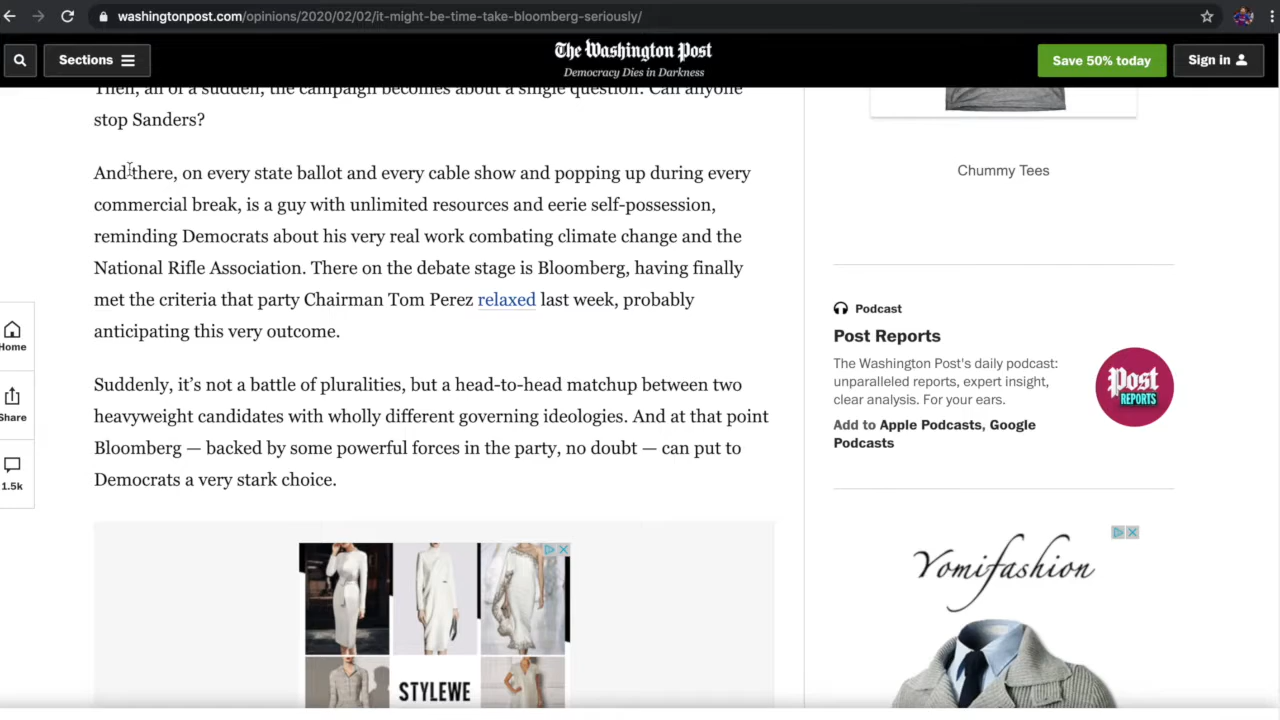 washingtonpost.com/opinions/2020/02/02/it-might-be-time-take-bloomberg-seriously/
Sections
The Washington Post
Democracy Dies in Darkness
Save 50% today
Sign in
Then, all of a sudden, the campaign becomes about a single question: Can anyone
stop Sanders?
And there, on every state ballot and every cable show and popping up during every
commercial break, is a guy with unlimited resources and eerie self-possession,
reminding Democrats about his very real work combating climate change and the
National Rifle Association. There on the debate stage is Bloomberg, having finally
met the criteria that party Chairman Tom Perez relaxed last week, probably
anticipating this very outcome.
Suddenly, it’s not a battle of pluralities, but a head-to-head matchup between two
heavyweight candidates with wholly different governing ideologies. And at that point
Bloomberg — backed by some powerful forces in the party, no doubt — can put to
Democrats a very stark choice.
Home
Share
1.5k
STYLEWE
Chummy Tees
Podcast
Post Reports
The Washington Post's daily podcast:
unparalleled reports, expert insight,
clear analysis. For your ears.
Add to Apple Podcasts, Google
Podcasts
Post
REPORTS
Yomifashion